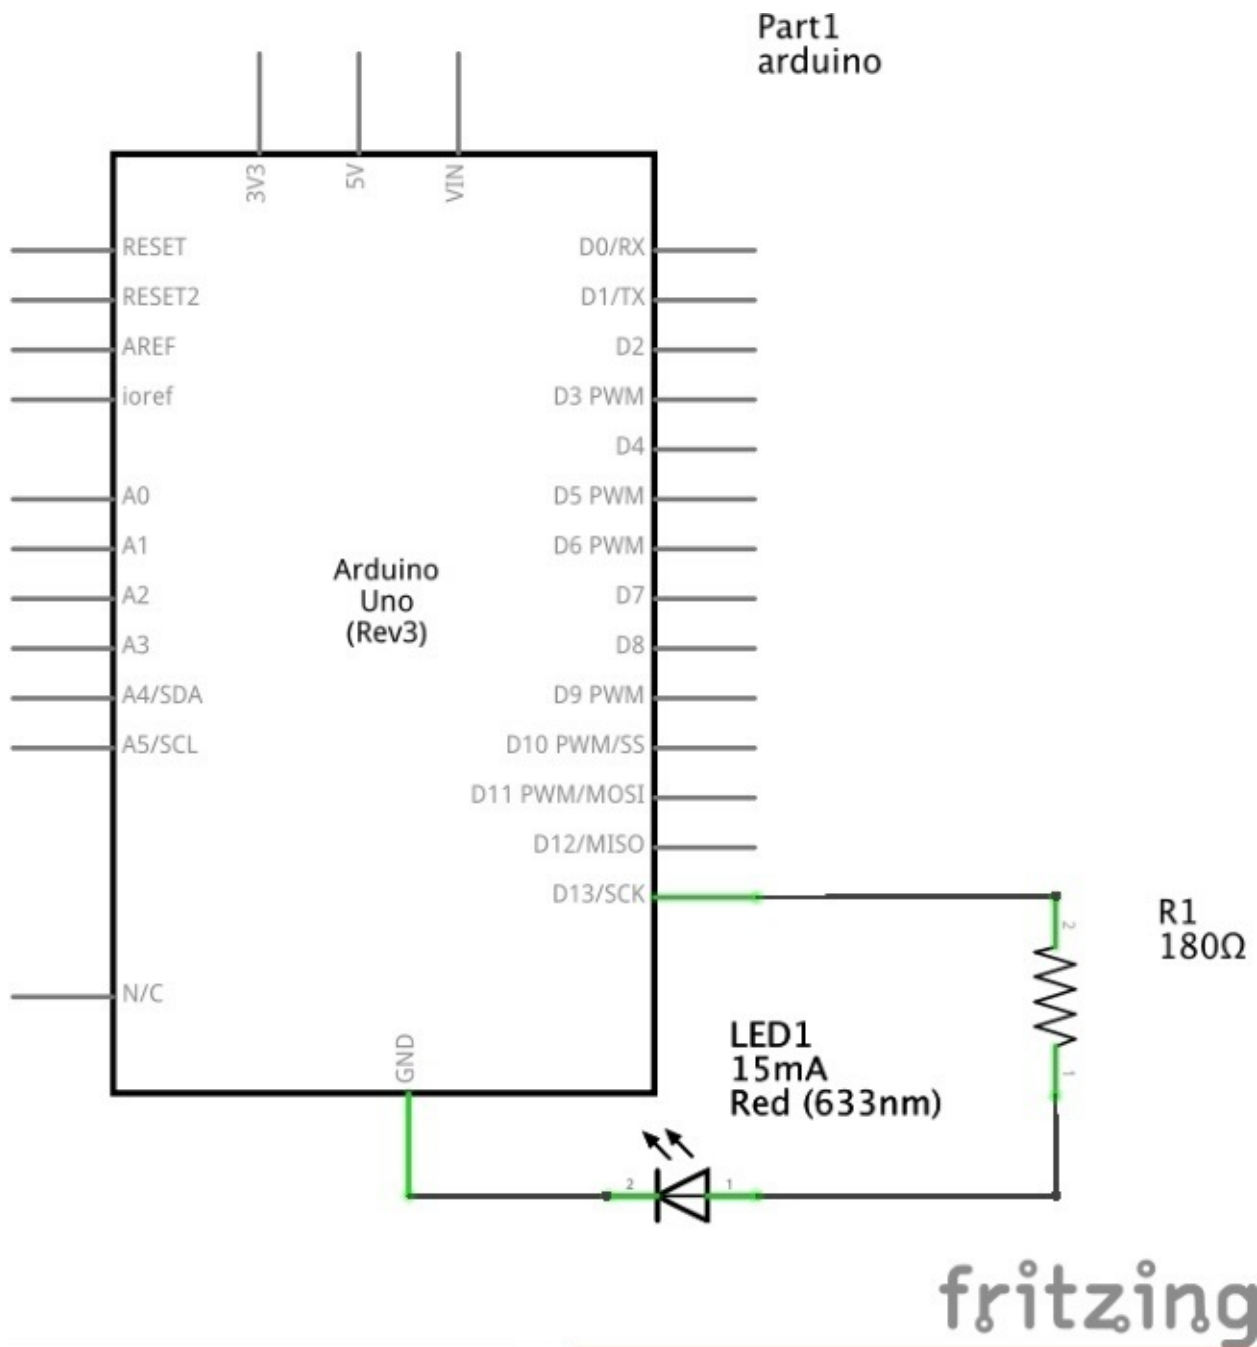 Part1
arduino
3V3
5V
VIN
RESET
D0/RX
RESET2
D1/TX
AREF
D2
ioref
D3 PWM
D4
A0
D5 PWM
A1
D6 PWM
Arduino
Uno
(Rev3)
A2
D7
A3
D8
A4/SDA
D9 PWM
A5/SCL
D10 PWM/SS
D11 PWM/MOSI
D12/MISO
D13/SCK
2
R1
180Ω
N/C
GND
1
LED1
15mA
Red (633nm)
2
1
fritzing